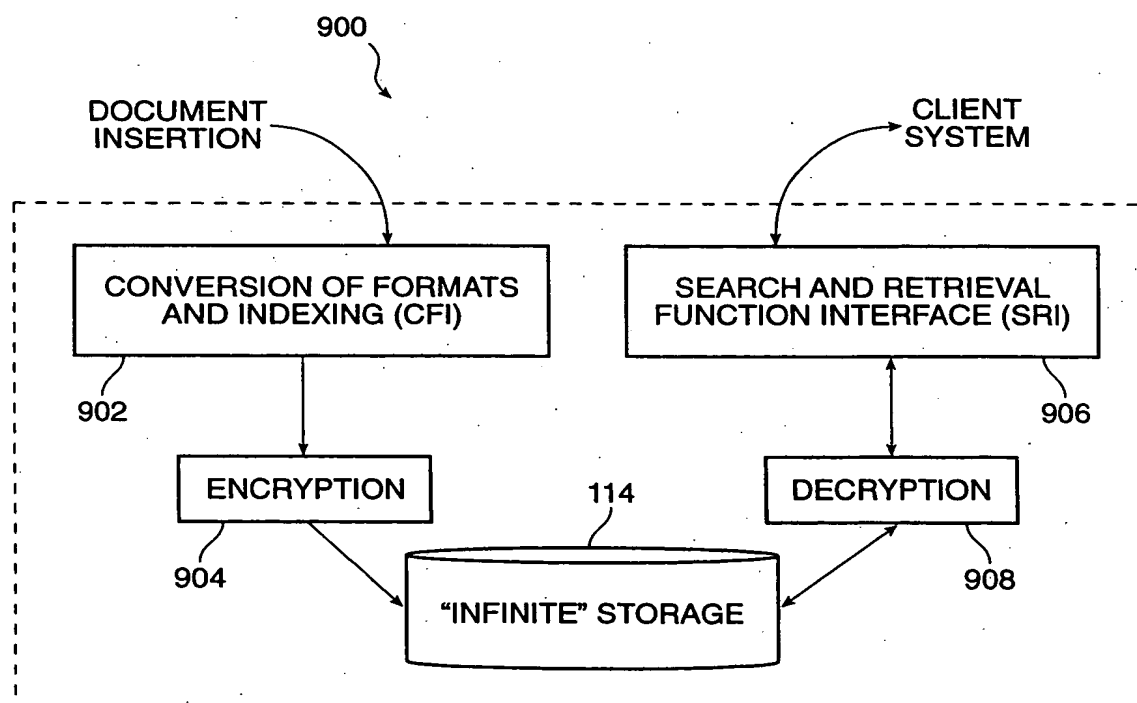 900
DOCUMENT
INSERTION
CLIENT
SYSTEM
CONVERSION OF FORMATS
AND INDEXING (CFI)
SEARCH AND RETRIEVAL
FUNCTION INTERFACE (SRI)
902
906
ENCRYPTION
DECRYPTION
114
904
908
“INFINITE” STORAGE